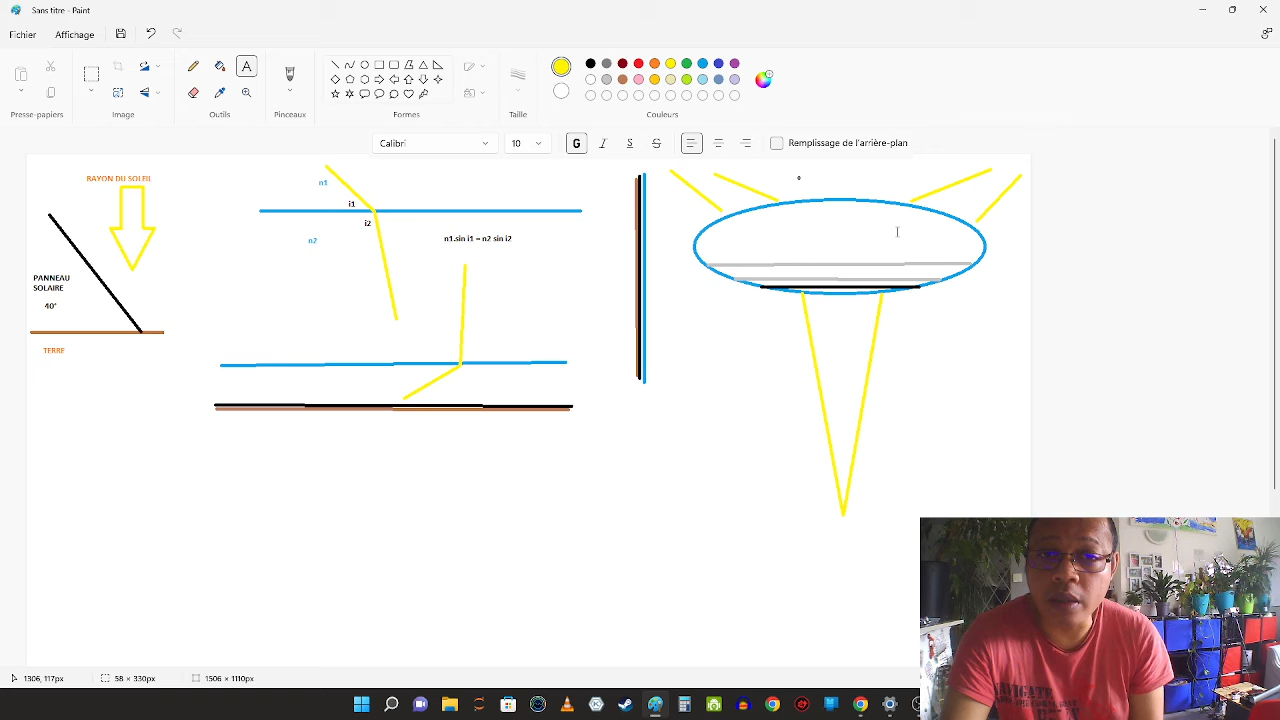 Sans titre - Paint
Fichier
Affichage
Presse-papiers
Image
Outils
Pinceaux
Formes
Taille
Couleurs
Calibri
10
G
I
S
Remplissage de l'arrière-plan
RAYON DU SOLEIL
PANNEAU
SOLAIRE
40°
TERRE
n1
i1
i2
n2
n1.sin i1 = n2 sin i2
1306, 117px
58 × 330px
1506 × 1110px